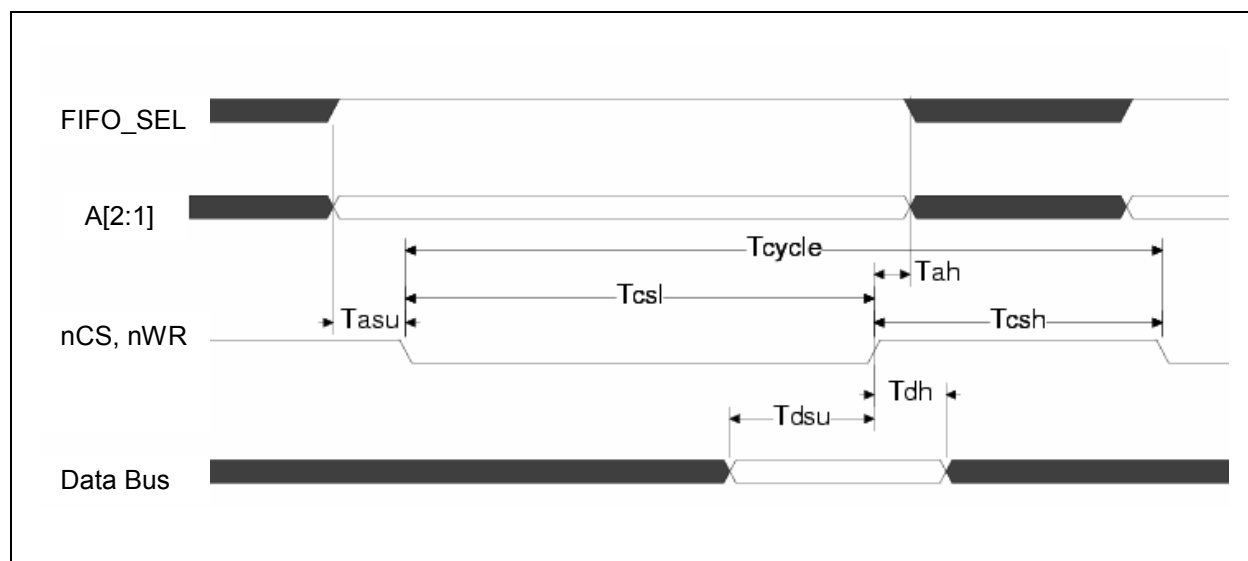 FIFO_SEL
A[2:1]
Tcycle
Tah
Tcsl
Tasu
Tcsh
nCS, nWR
Tdh
Tdsu
Data Bus